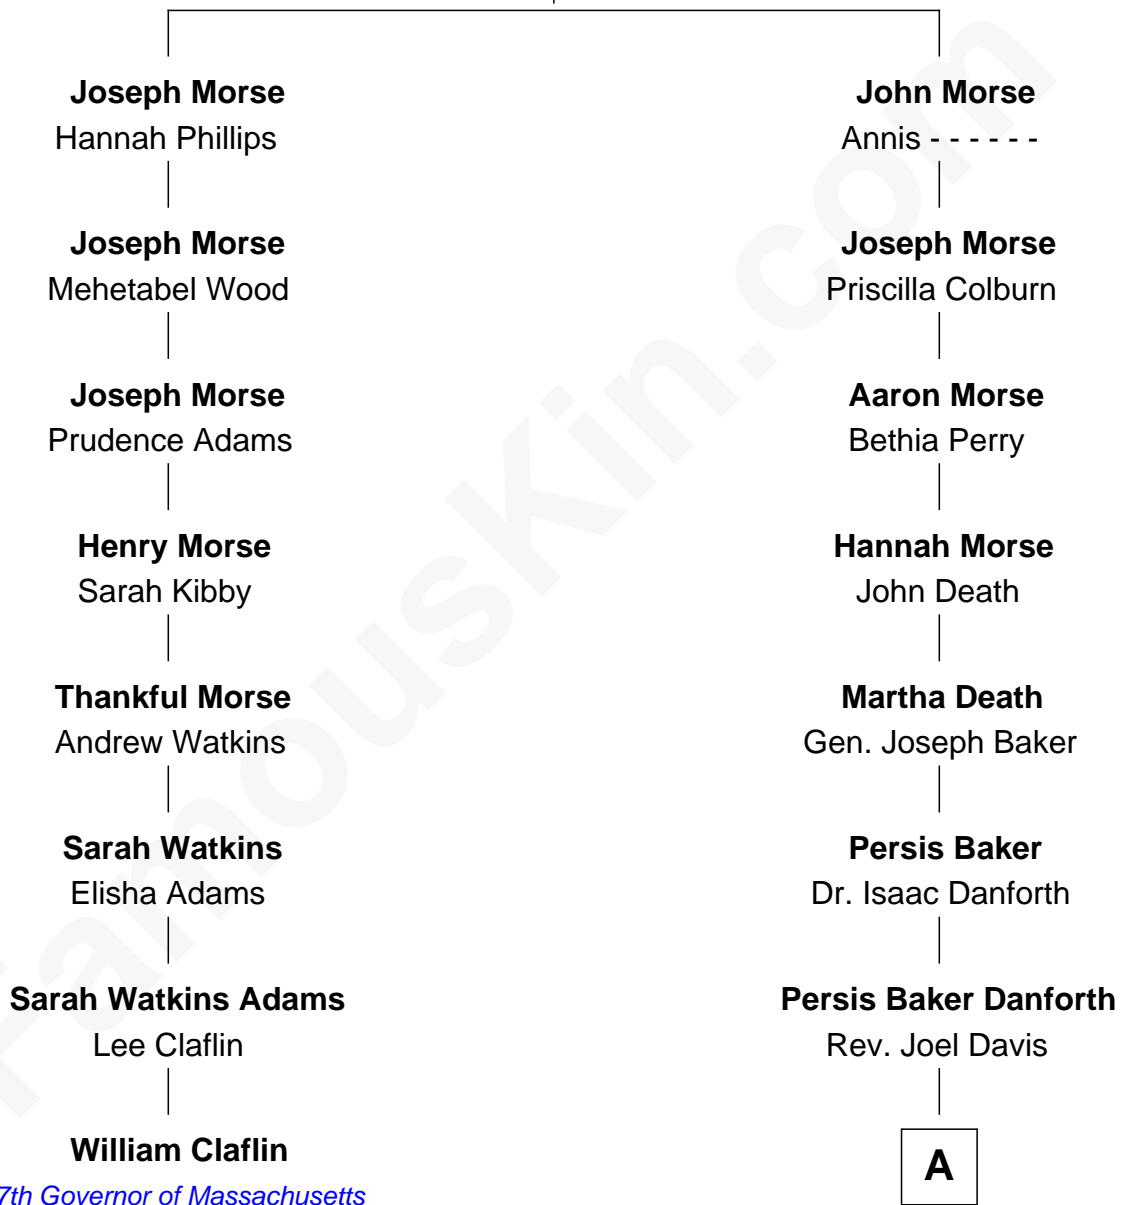 Joseph Morse
Hannah Phillips
John Morse
Annis - - - - - -
Joseph Morse
Mehetabel Wood
Joseph Morse
Priscilla Colburn
Joseph Morse
Prudence Adams
Aaron Morse
Bethia Perry
Henry Morse
Sarah Kibby
Hannah Morse
John Death
Thankful Morse
Andrew Watkins
Martha Death
Gen. Joseph Baker
Sarah Watkins
Elisha Adams
Persis Baker
Dr. Isaac Danforth
Sarah Watkins Adams
Lee Claflin
Persis Baker Danforth
Rev. Joel Davis
William Claflin
7th Governor of Massachusetts
A
FamousKin.com